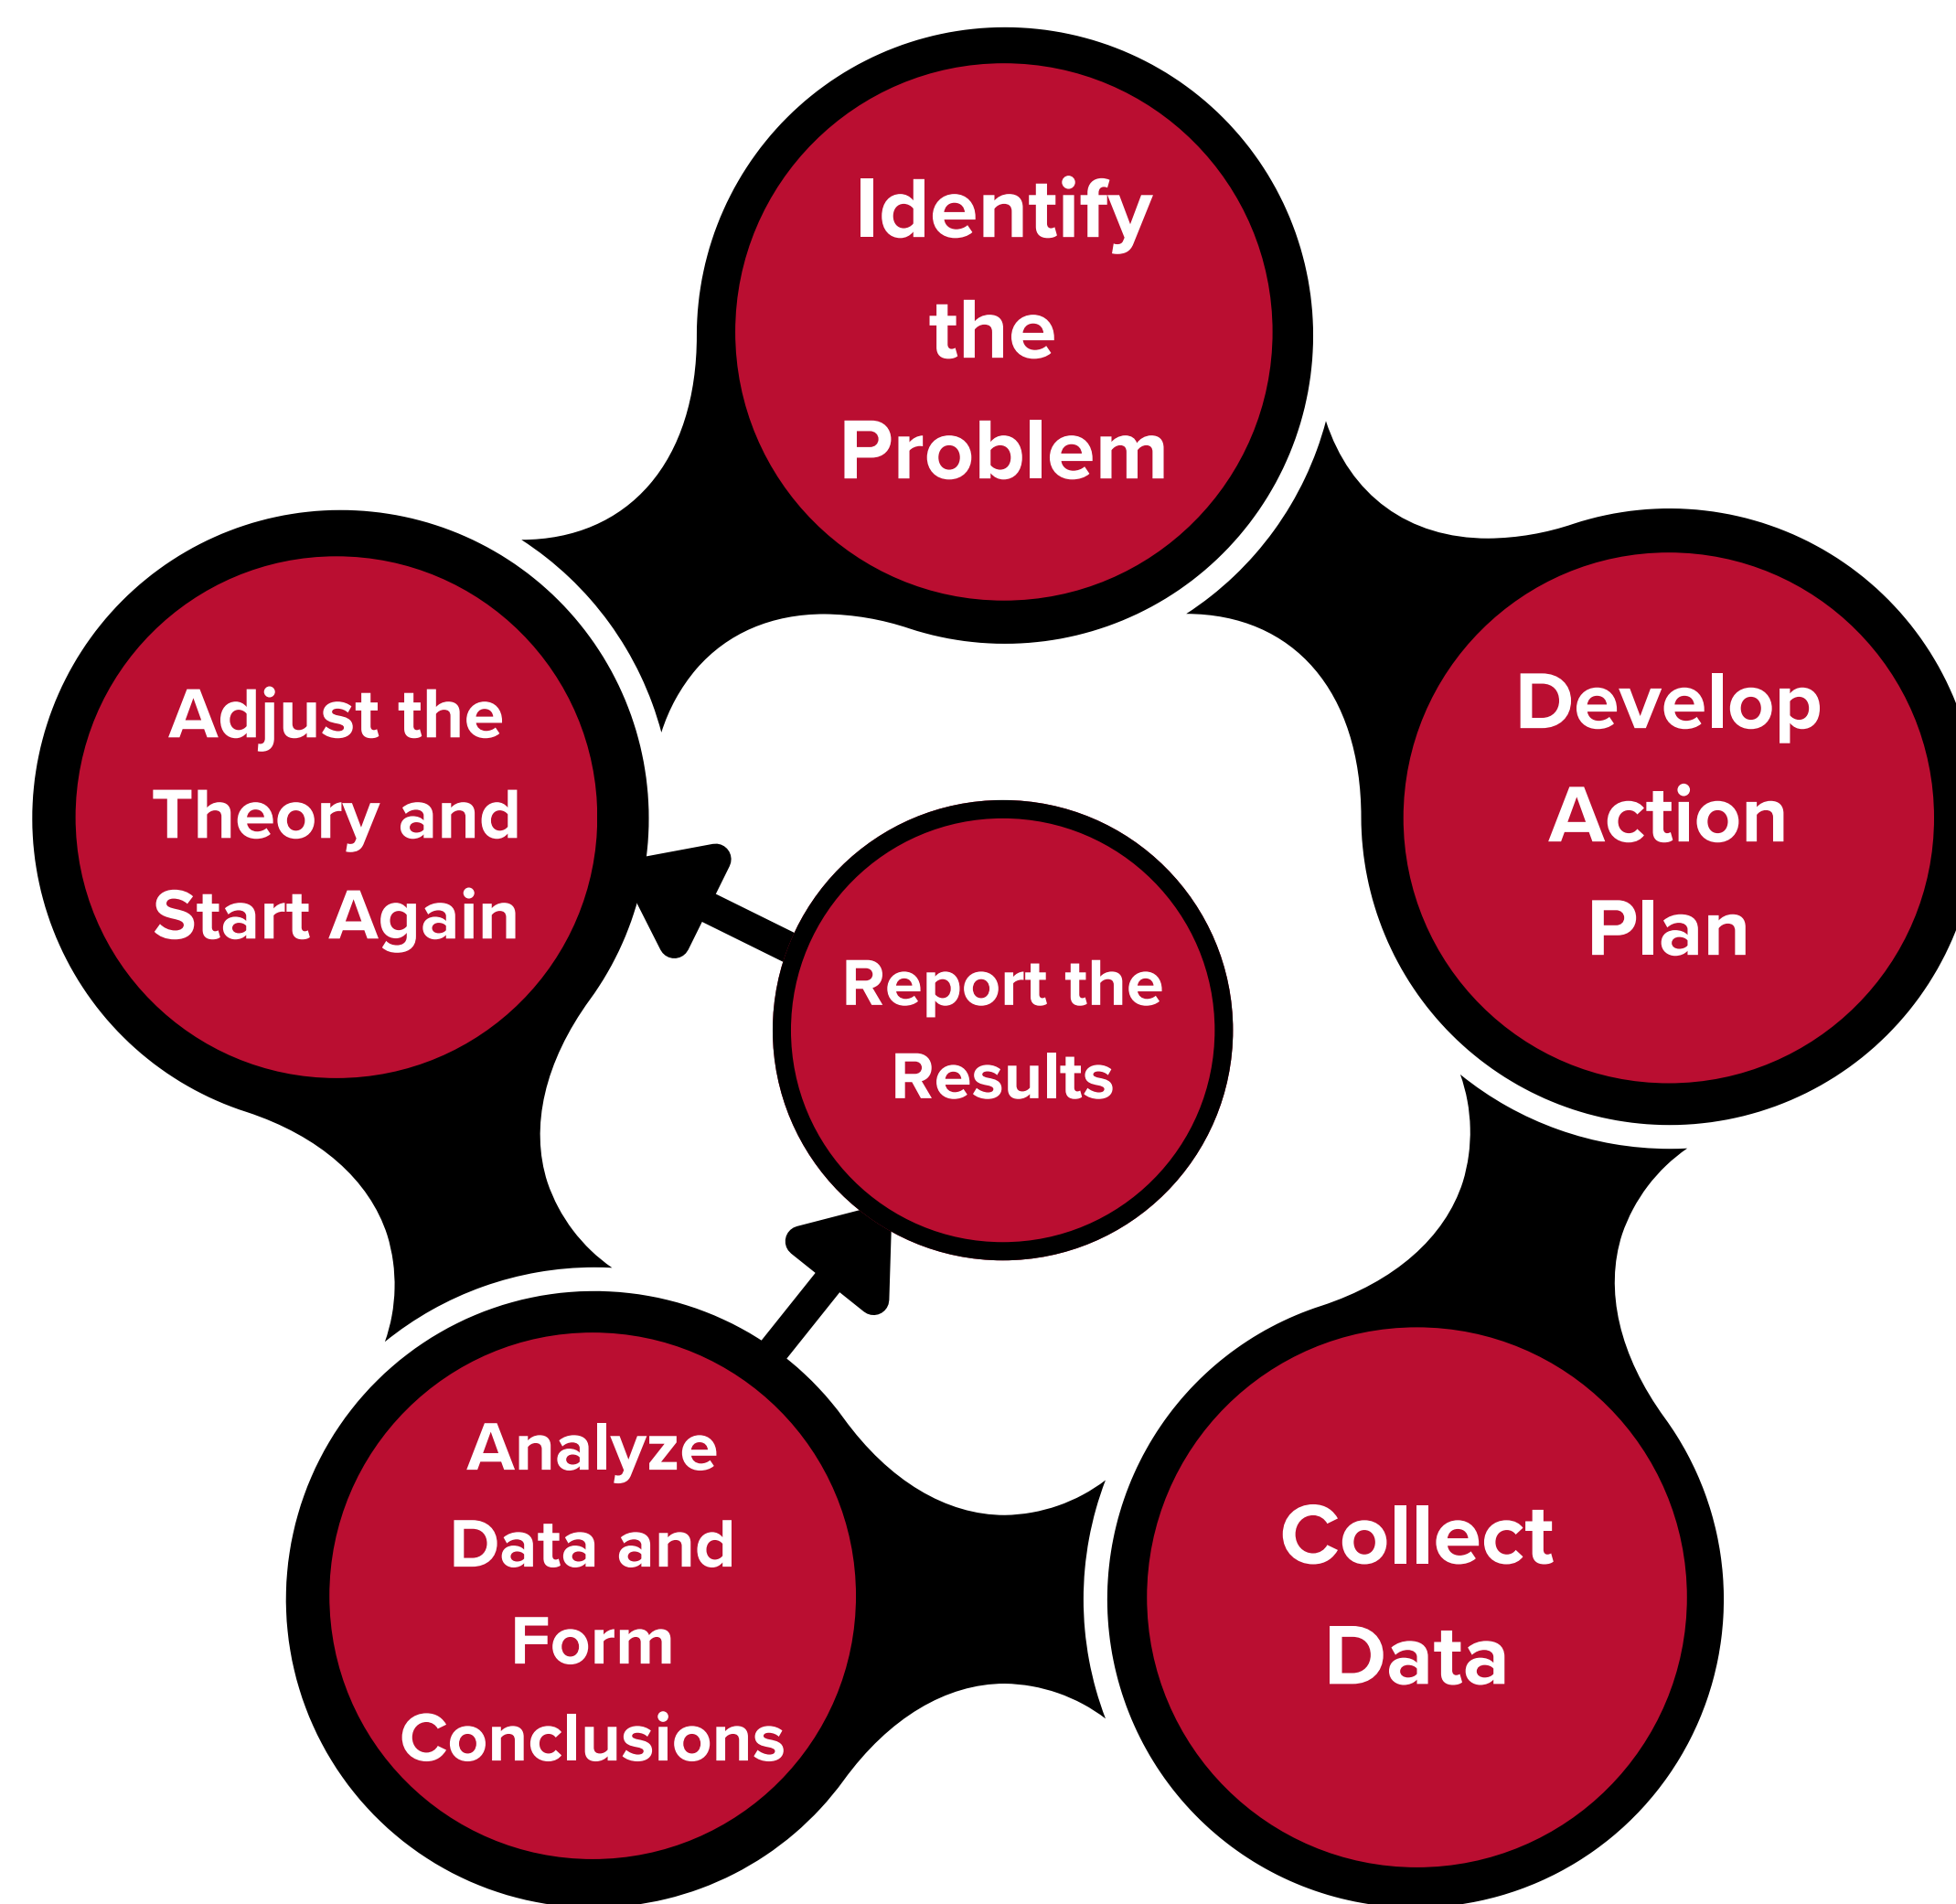 Identify
the
Problem
Develop
Action
Plan
Collect
Data
Analyze
Data and
Form
Conclusions
Report the
Results
Adjust the
Theory and
Start Again